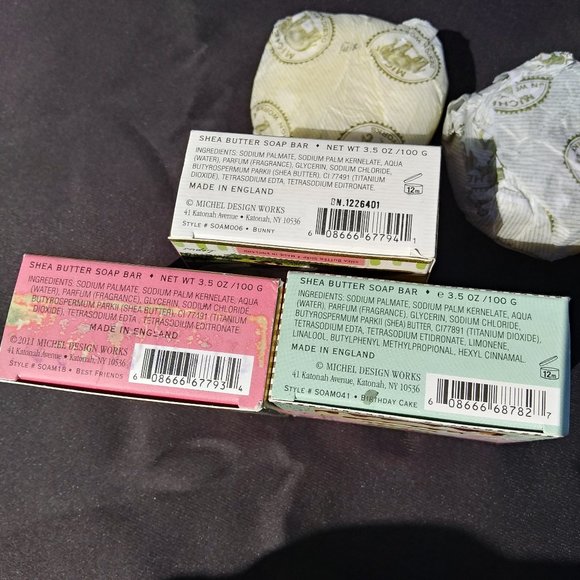 MICHEL
SHEA BUTTER SOAP BAR • NET WT 3.5 OZ/100 G
INGREDIENTS: SODIUM PALMATE, SODIUM PALM KERNELATE, AQUA
(WATER), PARFUM (FRAGRANCE), GLYCERIN, SODIUM CHLORIDE,
BUTYROSPERMUM PARKII (SHEA BUTTER), CI 77891 (TITANIUM
DIOXIDE), TETRASODIUM EDTA, TETRASODIUM EDITRONATE.
MADE IN ENGLAND
12m
BN.1226401
© MICHEL DESIGN WORKS
41 Katonah Avenue • Katonah, NY 10536
STYLE # SOAM006 • BUNNY
6 08666 67794 1
SHEA BUTTER SOAP BAR • NET WT 3.5 OZ/100 G
INGREDIENTS: SODIUM PALMATE, SODIUM PALM KERNELATE, AQUA
(WATER), PARFUM (FRAGRANCE), GLYCERIN, SODIUM CHLORIDE
BUTYROSPERMUM PARKII (SHEA BUTTER), CI 77891 (TITANIUM
DIOXIDE), TETRASODIUM EDTA, TETRASODIUM EDITRONATE.
MADE IN ENGLAND
©2011 MICHEL DESIGN WORKS
41 Katonah Avenue • Katonah, NY 10536
STYLE # SOAM18 • BEST FRIENDS
6 08666 67793 4
SHEA BUTTER SOAP BAR • e 3.5 OZ/100 G
INGREDIENTS: SODIUM PALMATE, SODIUM PALM KERNELATE, AQUA
(WATER), PARFUM (FRAGRANCE), GLYCERIN, SODIUM CHLORIDE,
BUTYROSPERMUM PARKII (SHEA BUTTER, CI77891 (TITANIUM DIOXIDE),
TETRASODIUM EDTA, TETRASODIUM ETIDRONATE, LIMONENE,
LINALOOL, BUTYLPHENYL METHYLPROPIONAL, HEXYL CINNAMAL
MADE IN ENGLAND
12m
© MICHEL DESIGN WORKS
41 Katonah Avenue, Katonah, NY 10536
STYLE # SOAM041 • BIRTHDAY CAKE
6 08666 68782 7